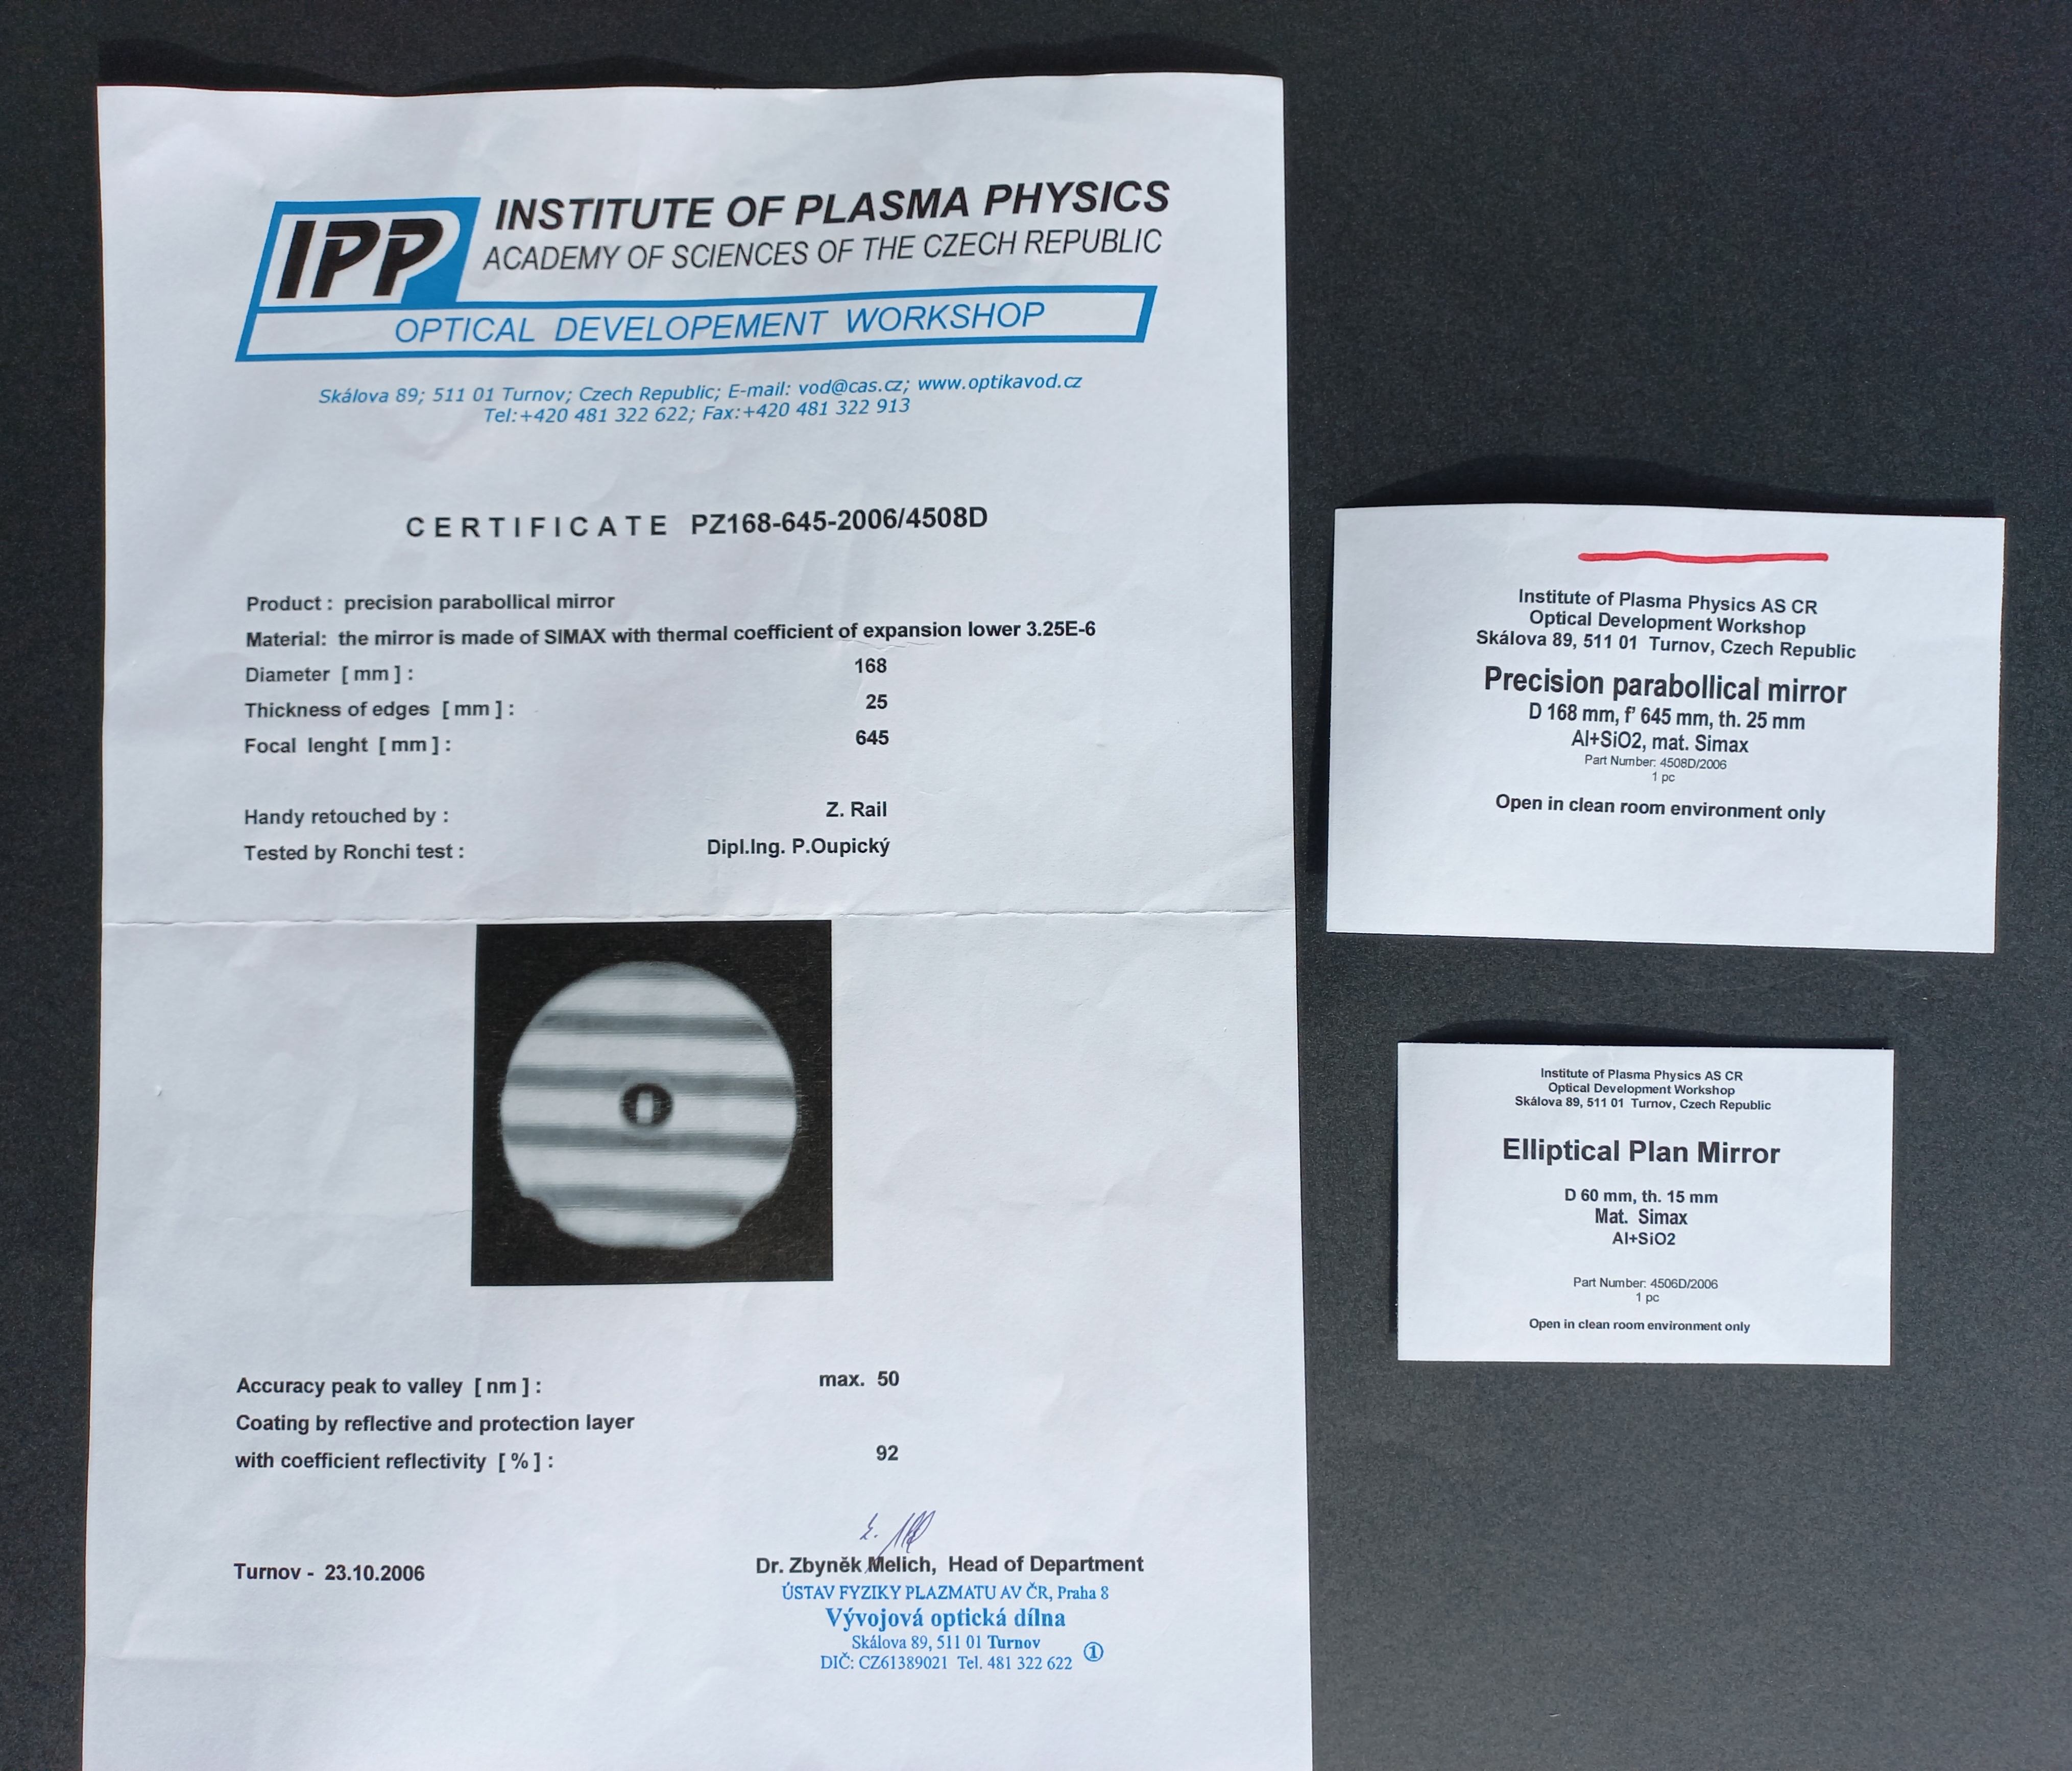 IPP
INSTITUTE OF PLASMA PHYSICS
ACADEMY OF SCIENCES OF THE CZECH REPUBLIC
OPTICAL DEVELOPEMENT WORKSHOP
Skálova 89; 511 01 Turnov; Czech Republic; E-mail: vod@cas.cz; www.optikavod.cz
Tel:+420 481 322 622; Fax:+420 481 322 913
CERTIFICATE PZ168-645-2006/4508D
Product : precision parabollical mirror
Material: the mirror is made of SIMAX with thermal coefficient of expansion lower 3.25E-6
Diameter [ mm ] : 168
Thickness of edges [ mm ] : 25
Focal lenght [ mm ] : 645
Handy retouched by : Z. Rail
Tested by Ronchi test : Dipl.Ing. P.Oupický
Accuracy peak to valley [ nm ] : max. 50
Coating by reflective and protection layer
with coefficient reflectivity [ % ] : 92
Turnov - 23.10.2006
Dr. Zbyněk Melich, Head of Department
ÚSTAV FYZIKY PLAZMATU AV ČR, Praha 8
Vývojová optická dílna
Skálova 89, 511 01 Turnov
DIČ: CZ61389021 Tel. 481 322 622 ①
Institute of Plasma Physics AS CR
Optical Development Workshop
Skálova 89, 511 01 Turnov, Czech Republic
Precision parabollical mirror
D 168 mm, f' 645 mm, th. 25 mm
Al+SiO2, mat. Simax
Part Number: 4508D/2006
1 pc
Open in clean room environment only
Institute of Plasma Physics AS CR
Optical Development Workshop
Skálova 89, 511 01 Turnov, Czech Republic
Elliptical Plan Mirror
D 60 mm, th. 15 mm
Mat. Simax
Al+SiO2
Part Number: 4506D/2006
1 pc
Open in clean room environment only